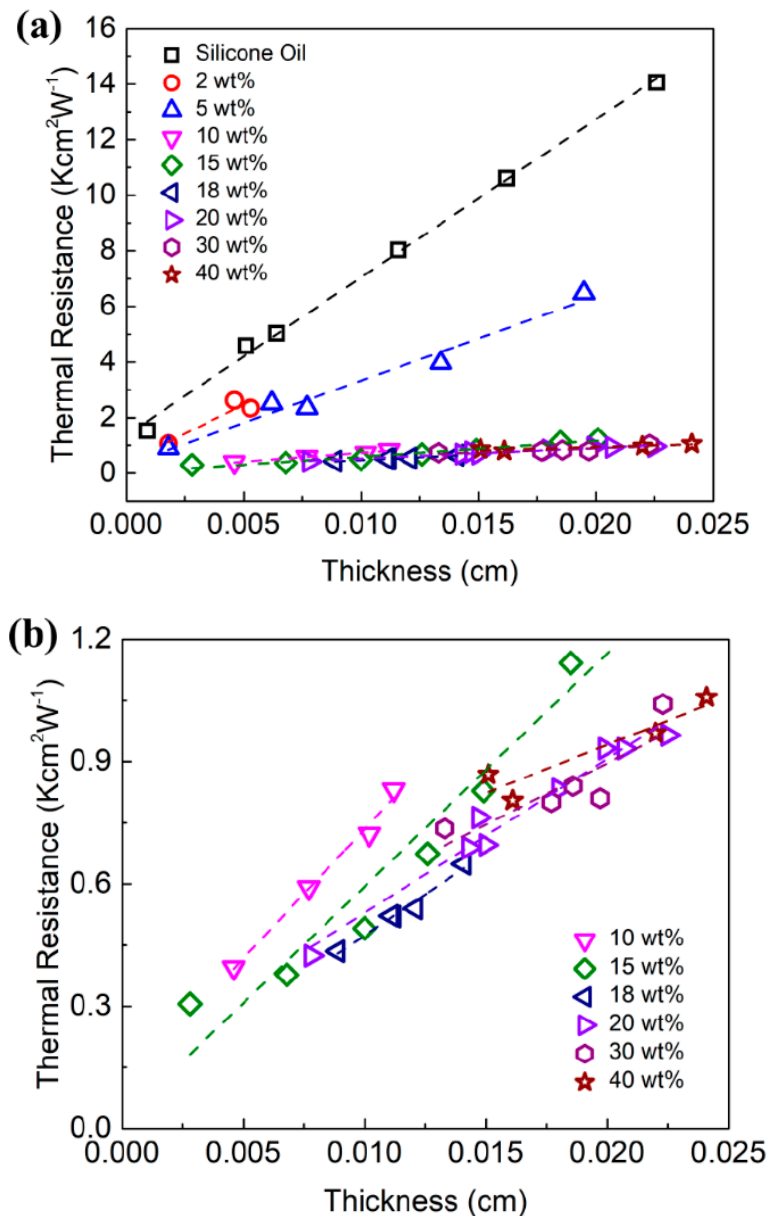 (a)
16
14
12
10
8
6
4
2
0
Thermal Resistance (Kcm²W⁻¹)
Silicone Oil
2 wt%
5 wt%
10 wt%
15 wt%
18 wt%
20 wt%
30 wt%
40 wt%
0.000 0.005 0.010 0.015 0.020 0.025
Thickness (cm)
(b)
1.2
0.9
0.6
0.3
0.0
Thermal Resistance (Kcm²W⁻¹)
10 wt%
15 wt%
18 wt%
20 wt%
30 wt%
40 wt%
0.000 0.005 0.010 0.015 0.020 0.025
Thickness (cm)